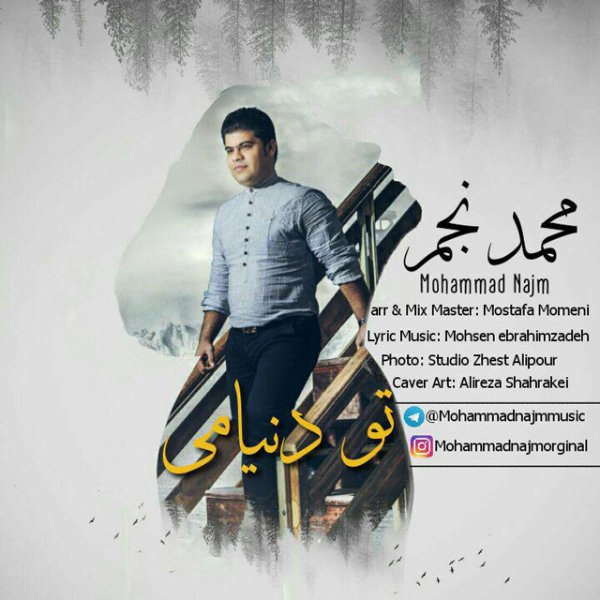 محمد نجم
Mohammad Najm
arr & Mix Master: Mostafa Momeni
Lyric Music: Mohsen ebrahimzadeh
Photo: Studio Zhest Alipour
Caver Art: Alireza Shahrakei
@Mohammadnajmmusic
Mohammadnajmorginal
تو دنیامی